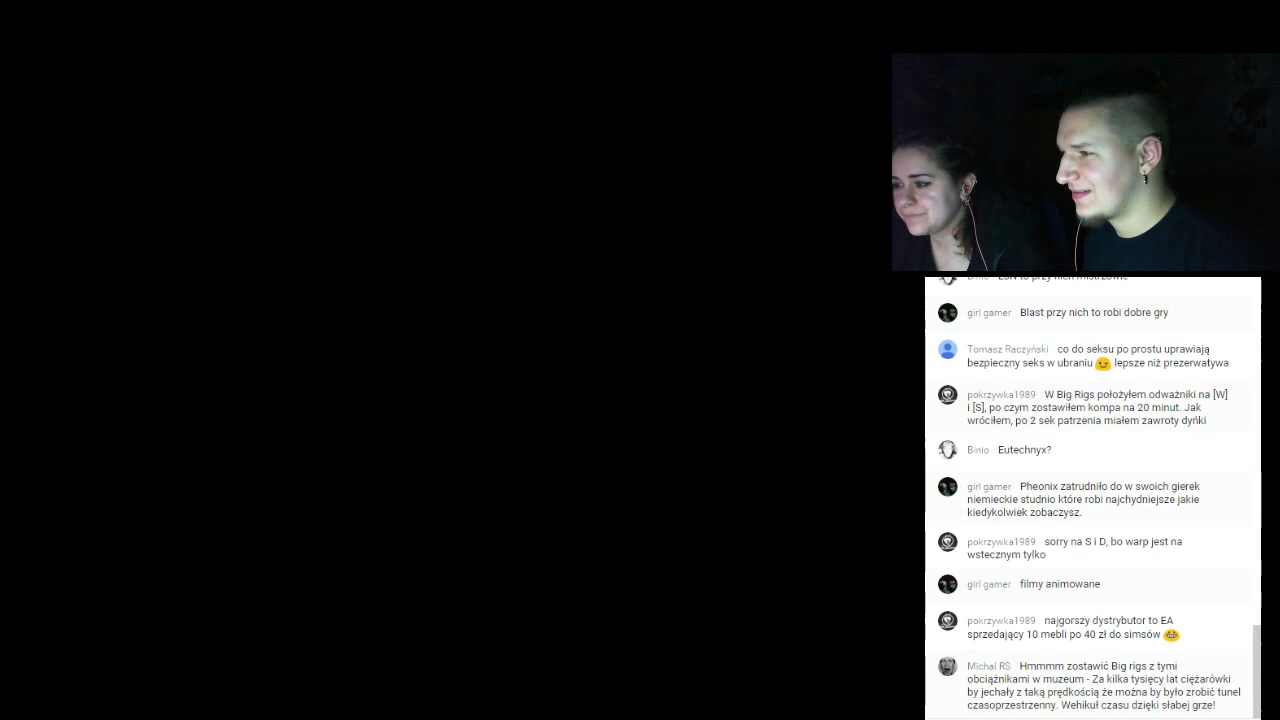 Binio
girl gamer Blast przy nich to robi dobre gry
Tomasz Raczyński co do seksu po prostu uprawiają
bezpieczny seks w ubraniu 😉 lepsze niż prezerwatywa
pokrzywka1989 W Big Rigs położyłem odważniki na [W]
i [S], po czym zostawiłem kompa na 20 minut. Jak
wróciłem, po 2 sek patrzenia miałem zawroty dyńki
Binio Eutechnyx?
girl gamer Pheonix zatrudniło do w swoich gierek
niemieckie studnio które robi najchydniejsze jakie
kiedykolwiek zobaczysz.
pokrzywka1989 sorry na S i D, bo warp jest na
wstecznym tylko
girl gamer filmy animowane
pokrzywka1989 najgorszy dystrybutor to EA
sprzedający 10 mebli po 40 zł do simsów 😂
Michal RS Hmmmm zostawić Big rigs z tymi
obciążnikami w muzeum - Za kilka tysięcy lat ciężarówki
by jechały z taką prędkością że można by było zrobić tunel
czasoprzestrzenny. Wehikuł czasu dzięki słabej grze!